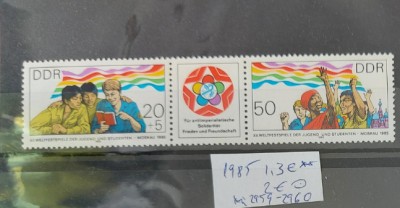 DDR
20
+5
XII. WELTFESTSPIELE DER JUGEND UND STUDENTEN · MOSKAU 1985
Für antiimperialistische
Solidarität
Frieden und Freundschaft
50
DDR
XII. WELTFESTSPIELE DER JUGEND UND STUDENTEN · MOSKAU 1985
1985 1,3€ **
2€
2959-2960